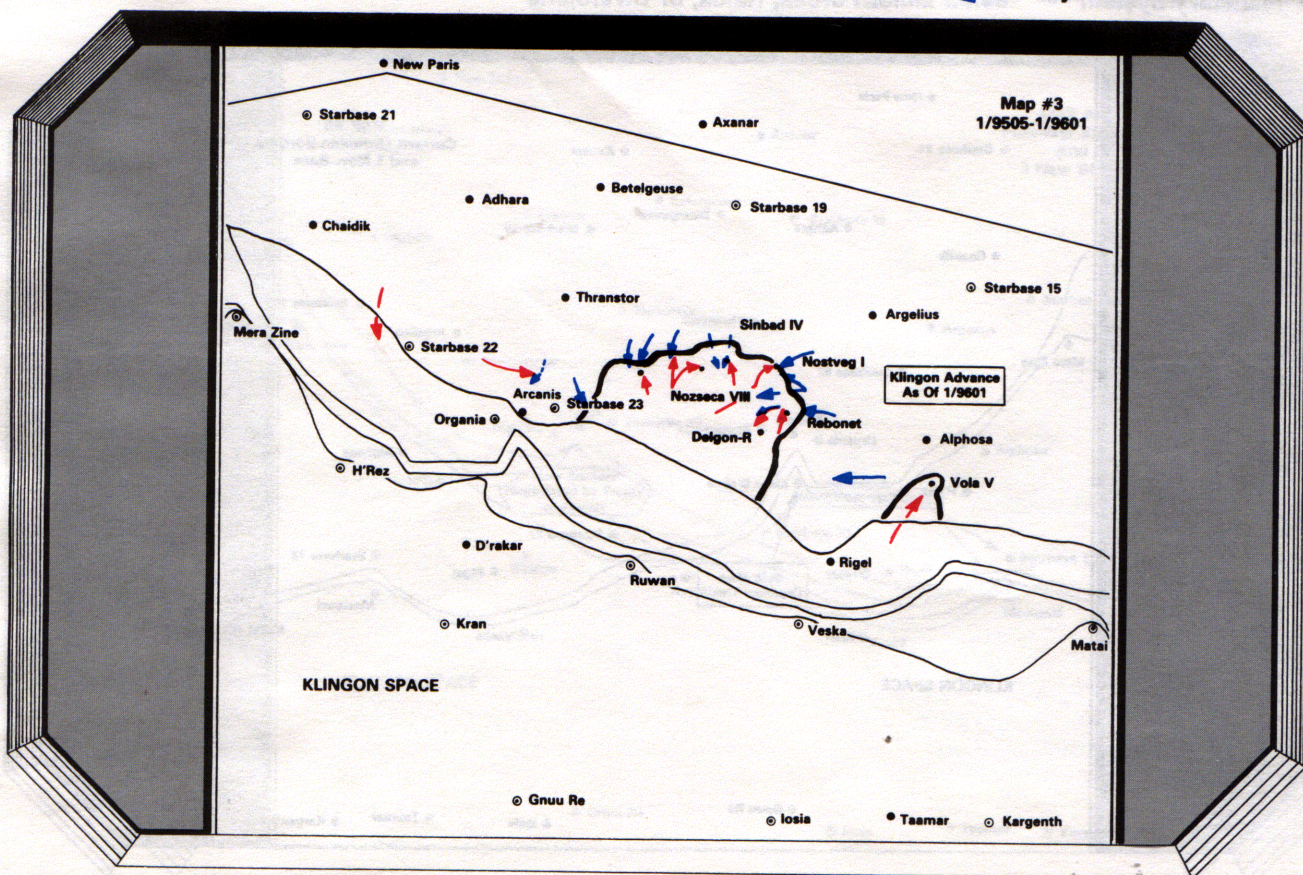 New Paris
Starbase 21
Map #3
1/9505-1/9601
Axanar
Betelgeuse
Adhara
Starbase 19
Chaidik
Starbase 15
Thranstor
Argelius
Sinbad IV
Mera Zine
Starbase 22
Nostveg I
Klingon Advance
As Of 1/9601
Arcanis
Nozseca VIII
Starbase 23
Organia
Rebonet
Delgon-R
Alphosa
H'Rez
Vola V
D'rakar
Rigel
Ruwan
Kran
Veska
Matai
KLINGON SPACE
Gnuu Re
Iosia
Taamar
Kargenth